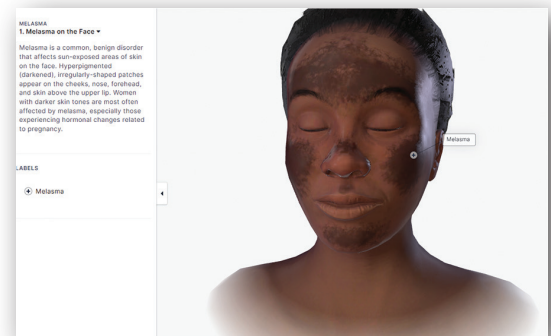 MELASMA
1. Melasma on the Face ▾
Melasma is a common, benign disorder
that affects sun-exposed areas of skin
on the face. Hyperpigmented
(darkened), irregularly-shaped patches
appear on the cheeks, nose, forehead,
and skin above the upper lip. Women
with darker skin tones are most often
affected by melasma, especially those
experiencing hormonal changes related
to pregnancy.
Melasma
LABELS
Melasma